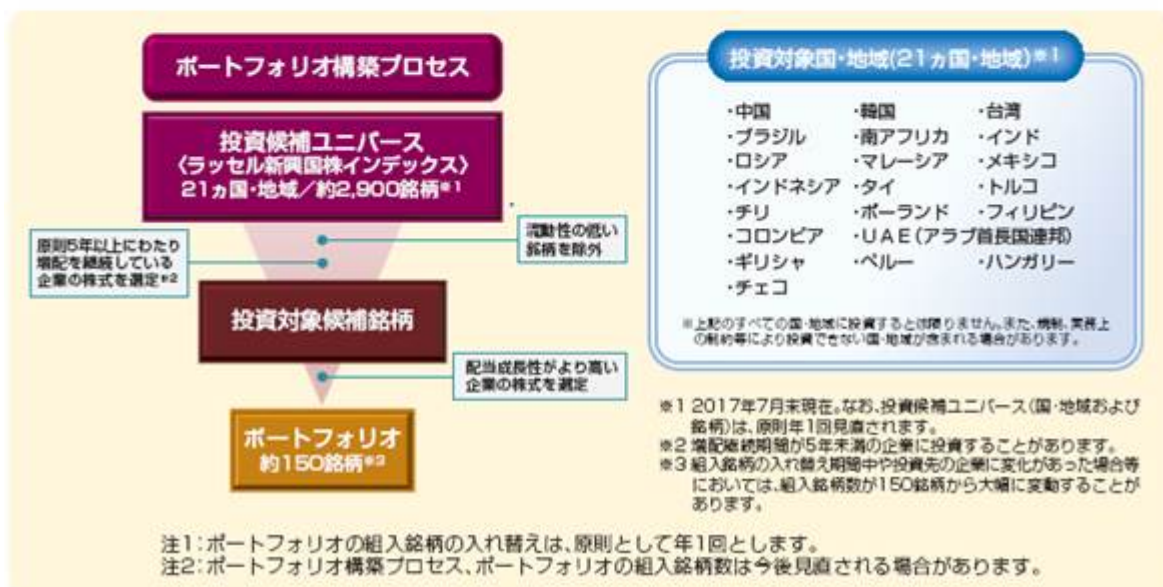 ポートフォリオ構築プロセス
投資候補ユニバース
〈ラッセル新興国株インデックス〉
21ヵ国・地域／約2,900銘柄※1
流動性の低い
銘柄を除外
原則5年以上にわたり
増配を継続している
企業の株式を選定※2
投資対象候補銘柄
配当成長性がより高い
企業の株式を選定
ポートフォリオ
約150銘柄※3
投資対象国・地域(21ヵ国・地域)※1
・中国 ・韓国 ・台湾
・ブラジル ・南アフリカ ・インド
・ロシア ・マレーシア ・メキシコ
・インドネシア ・タイ ・トルコ
・チリ ・ポーランド ・フィリピン
・コロンビア ・UAE(アラブ首長国連邦)
・ギリシャ ・ペルー ・ハンガリー
・チェコ
※上記のすべての国・地域に投資するとは限りません。また、規制、実務上
の制約等により投資できない国・地域が含まれる場合があります。
※1 2017年7月末現在。なお、投資候補ユニバース(国・地域および
銘柄)は、原則年1回見直されます。
※2 増配継続期間が5年未満の企業に投資することがあります。
※3 組入銘柄の入れ替え期間中や投資先の企業に変化があった場合等
においては、組入銘柄数が150銘柄から大幅に変動することが
あります。
注1:ポートフォリオの組入銘柄の入れ替えは、原則として年1回とします。
注2:ポートフォリオ構築プロセス、ポートフォリオの組入銘柄数は今後見直される場合があります。